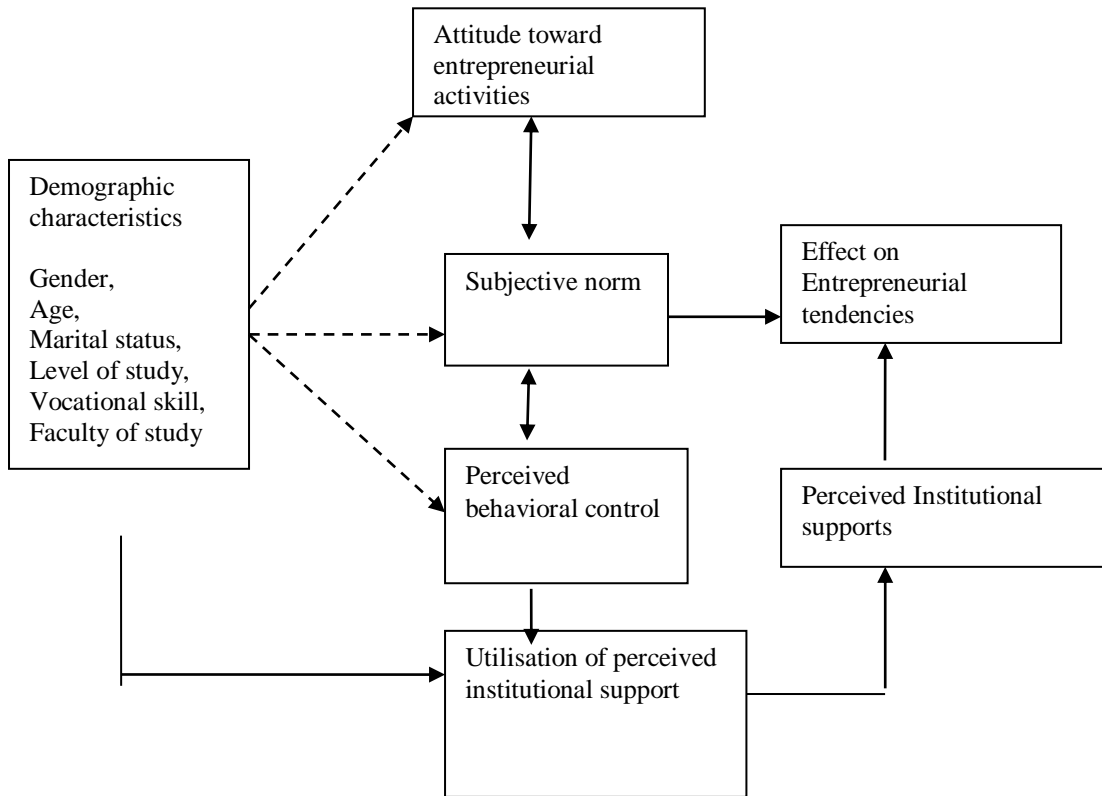 Attitude toward
entrepreneurial
activities
Demographic
characteristics
Gender,
Age,
Marital status,
Level of study,
Vocational skill,
Faculty of study
Subjective norm
Effect on
Entrepreneurial
tendencies
Perceived
behavioral control
Perceived Institutional
supports
Utilisation of perceived
institutional support